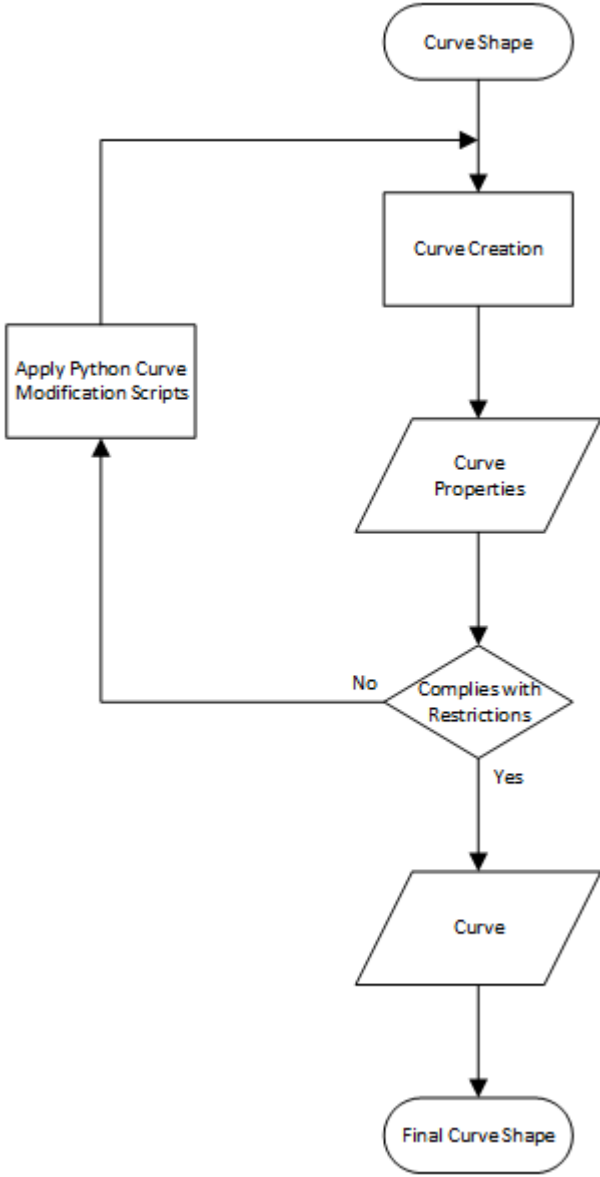 Curve Shape
Curve Creation
Apply Python Curve
Modification Scripts
Curve
Properties
No
Complies with
Restrictions
Yes
Curve
Final Curve Shape